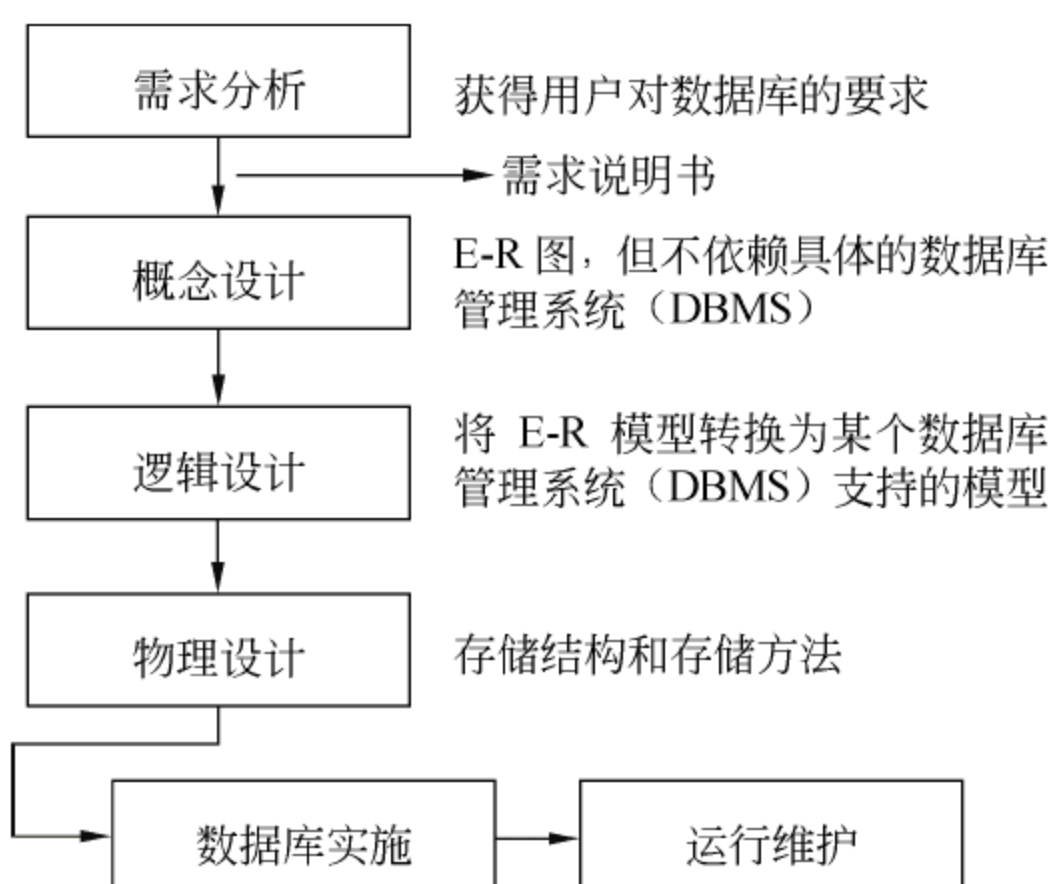 需求分析
获得用户对数据库的要求
需求说明书
概念设计
E-R 图，但不依赖具体的数据库
管理系统（DBMS）
逻辑设计
将 E-R 模型转换为某个数据库
管理系统（DBMS）支持的模型
物理设计
存储结构和存储方法
数据库实施
运行维护